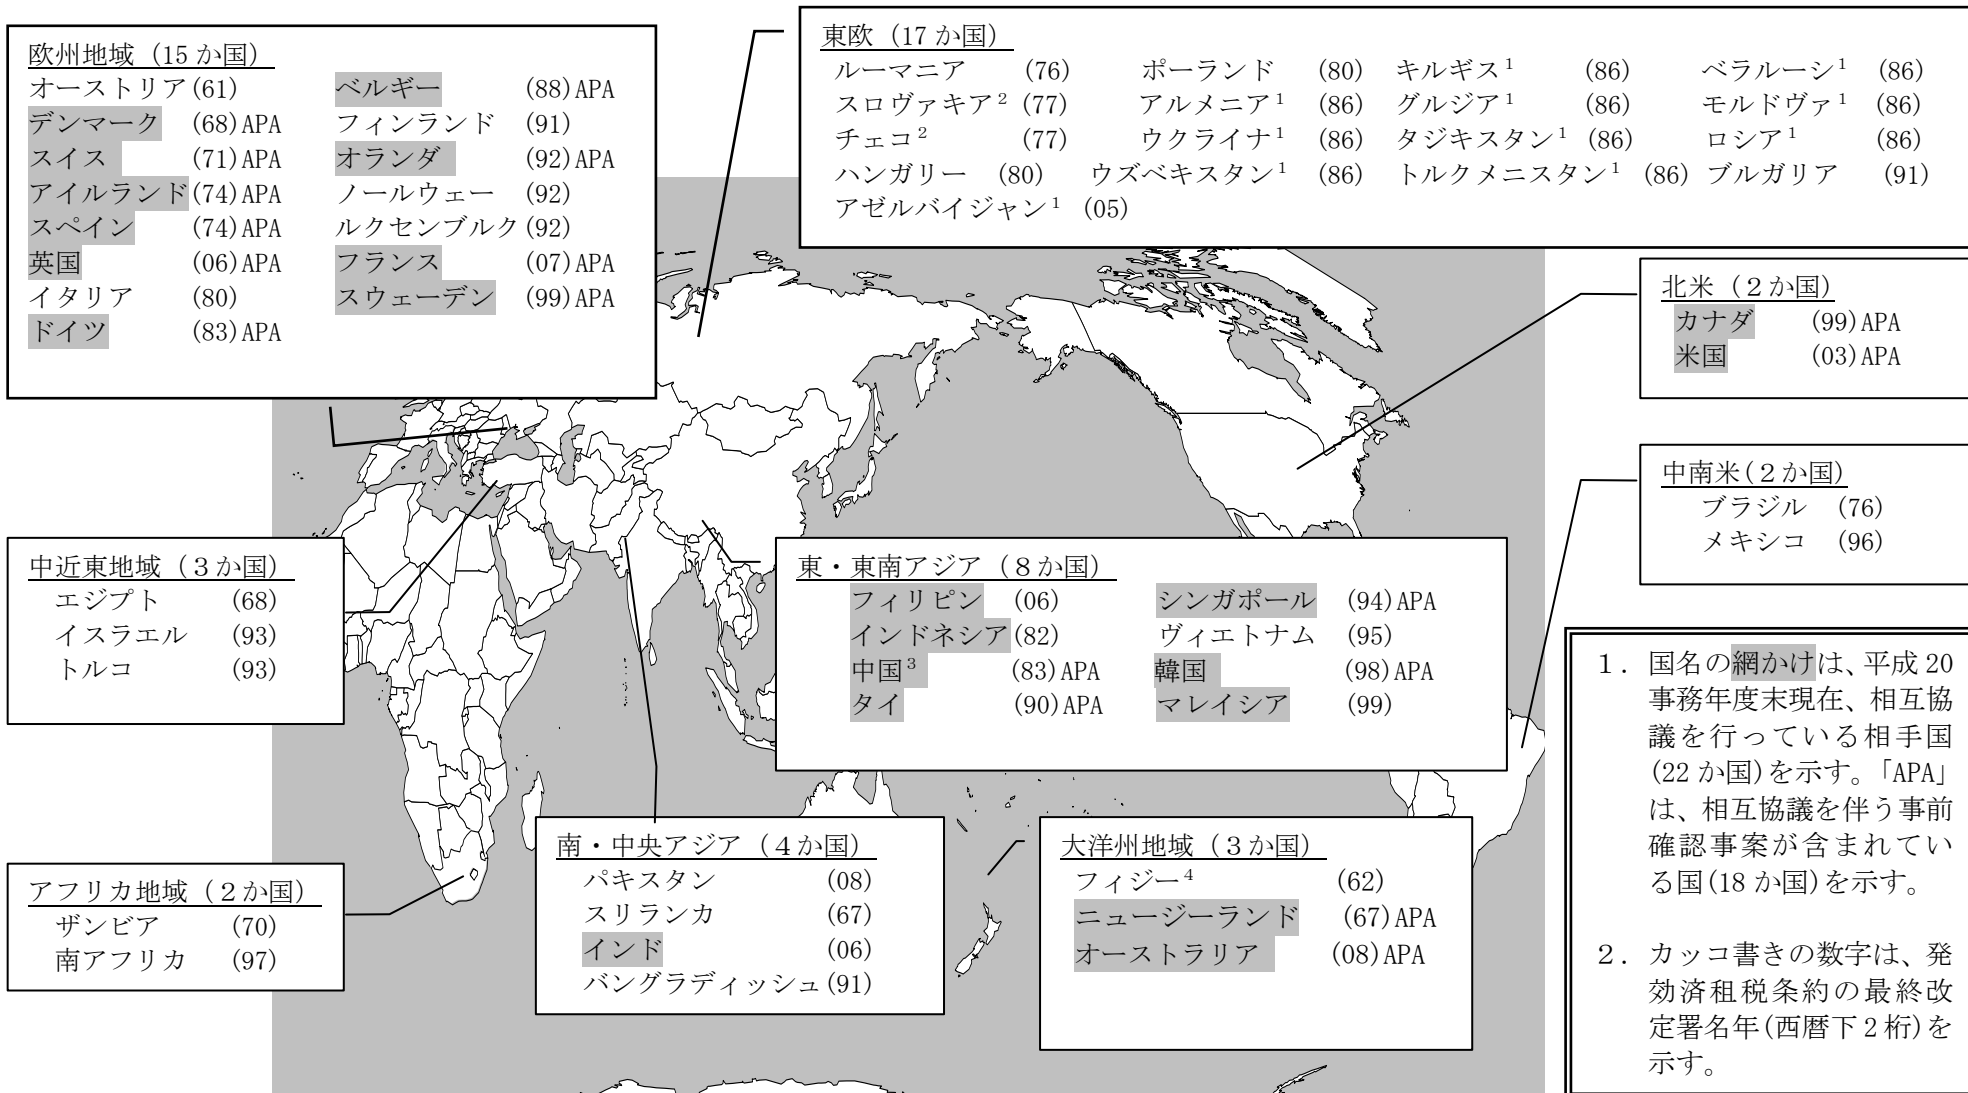 欧州地域（15 か国）
オーストリア(61) ベルギー (88)APA
デンマーク (68)APA フィンランド (91)
スイス (71)APA オランダ (92)APA
アイルランド(74)APA ノールウェー (92)
スペイン (74)APA ルクセンブルク(92)
英国 (06)APA フランス (07)APA
イタリア (80) スウェーデン (99)APA
ドイツ (83)APA
東欧（17 か国）
ルーマニア (76) ポーランド (80) キルギス¹ (86) ベラルーシ¹ (86)
スロヴァキア² (77) アルメニア¹ (86) グルジア¹ (86) モルドヴァ¹ (86)
チェコ² (77) ウクライナ¹ (86) タジキスタン¹ (86) ロシア¹ (86)
ハンガリー (80) ウズベキスタン¹ (86) トルクメニスタン¹ (86) ブルガリア (91)
アゼルバイジャン¹ (05)
北米（２か国）
カナダ (99)APA
米国 (03)APA
中南米(２か国)
ブラジル (76)
メキシコ (96)
中近東地域（３か国）
エジプト (68)
イスラエル (93)
トルコ (93)
東・東南アジア（８か国）
フィリピン (06) シンガポール (94)APA
インドネシア(82) ヴィエトナム (95)
中国³ (83)APA 韓国 (98)APA
タイ (90)APA マレイシア (99)
アフリカ地域（２か国）
ザンビア (70)
南アフリカ (97)
南・中央アジア（４か国）
パキスタン (08)
スリランカ (67)
インド (06)
バングラディッシュ(91)
大洋州地域（３か国）
フィジー⁴ (62)
ニュージーランド (67)APA
オーストラリア (08)APA
１．国名の網かけは、平成 20
事務年度末現在、相互協
議を行っている相手国
(22 か国)を示す。「APA」
は、相互協議を伴う事前
確認事案が含まれてい
る国(18 か国)を示す。
２．カッコ書きの数字は、発
効済租税条約の最終改
定署名年(西暦下 2 桁)を
示す。